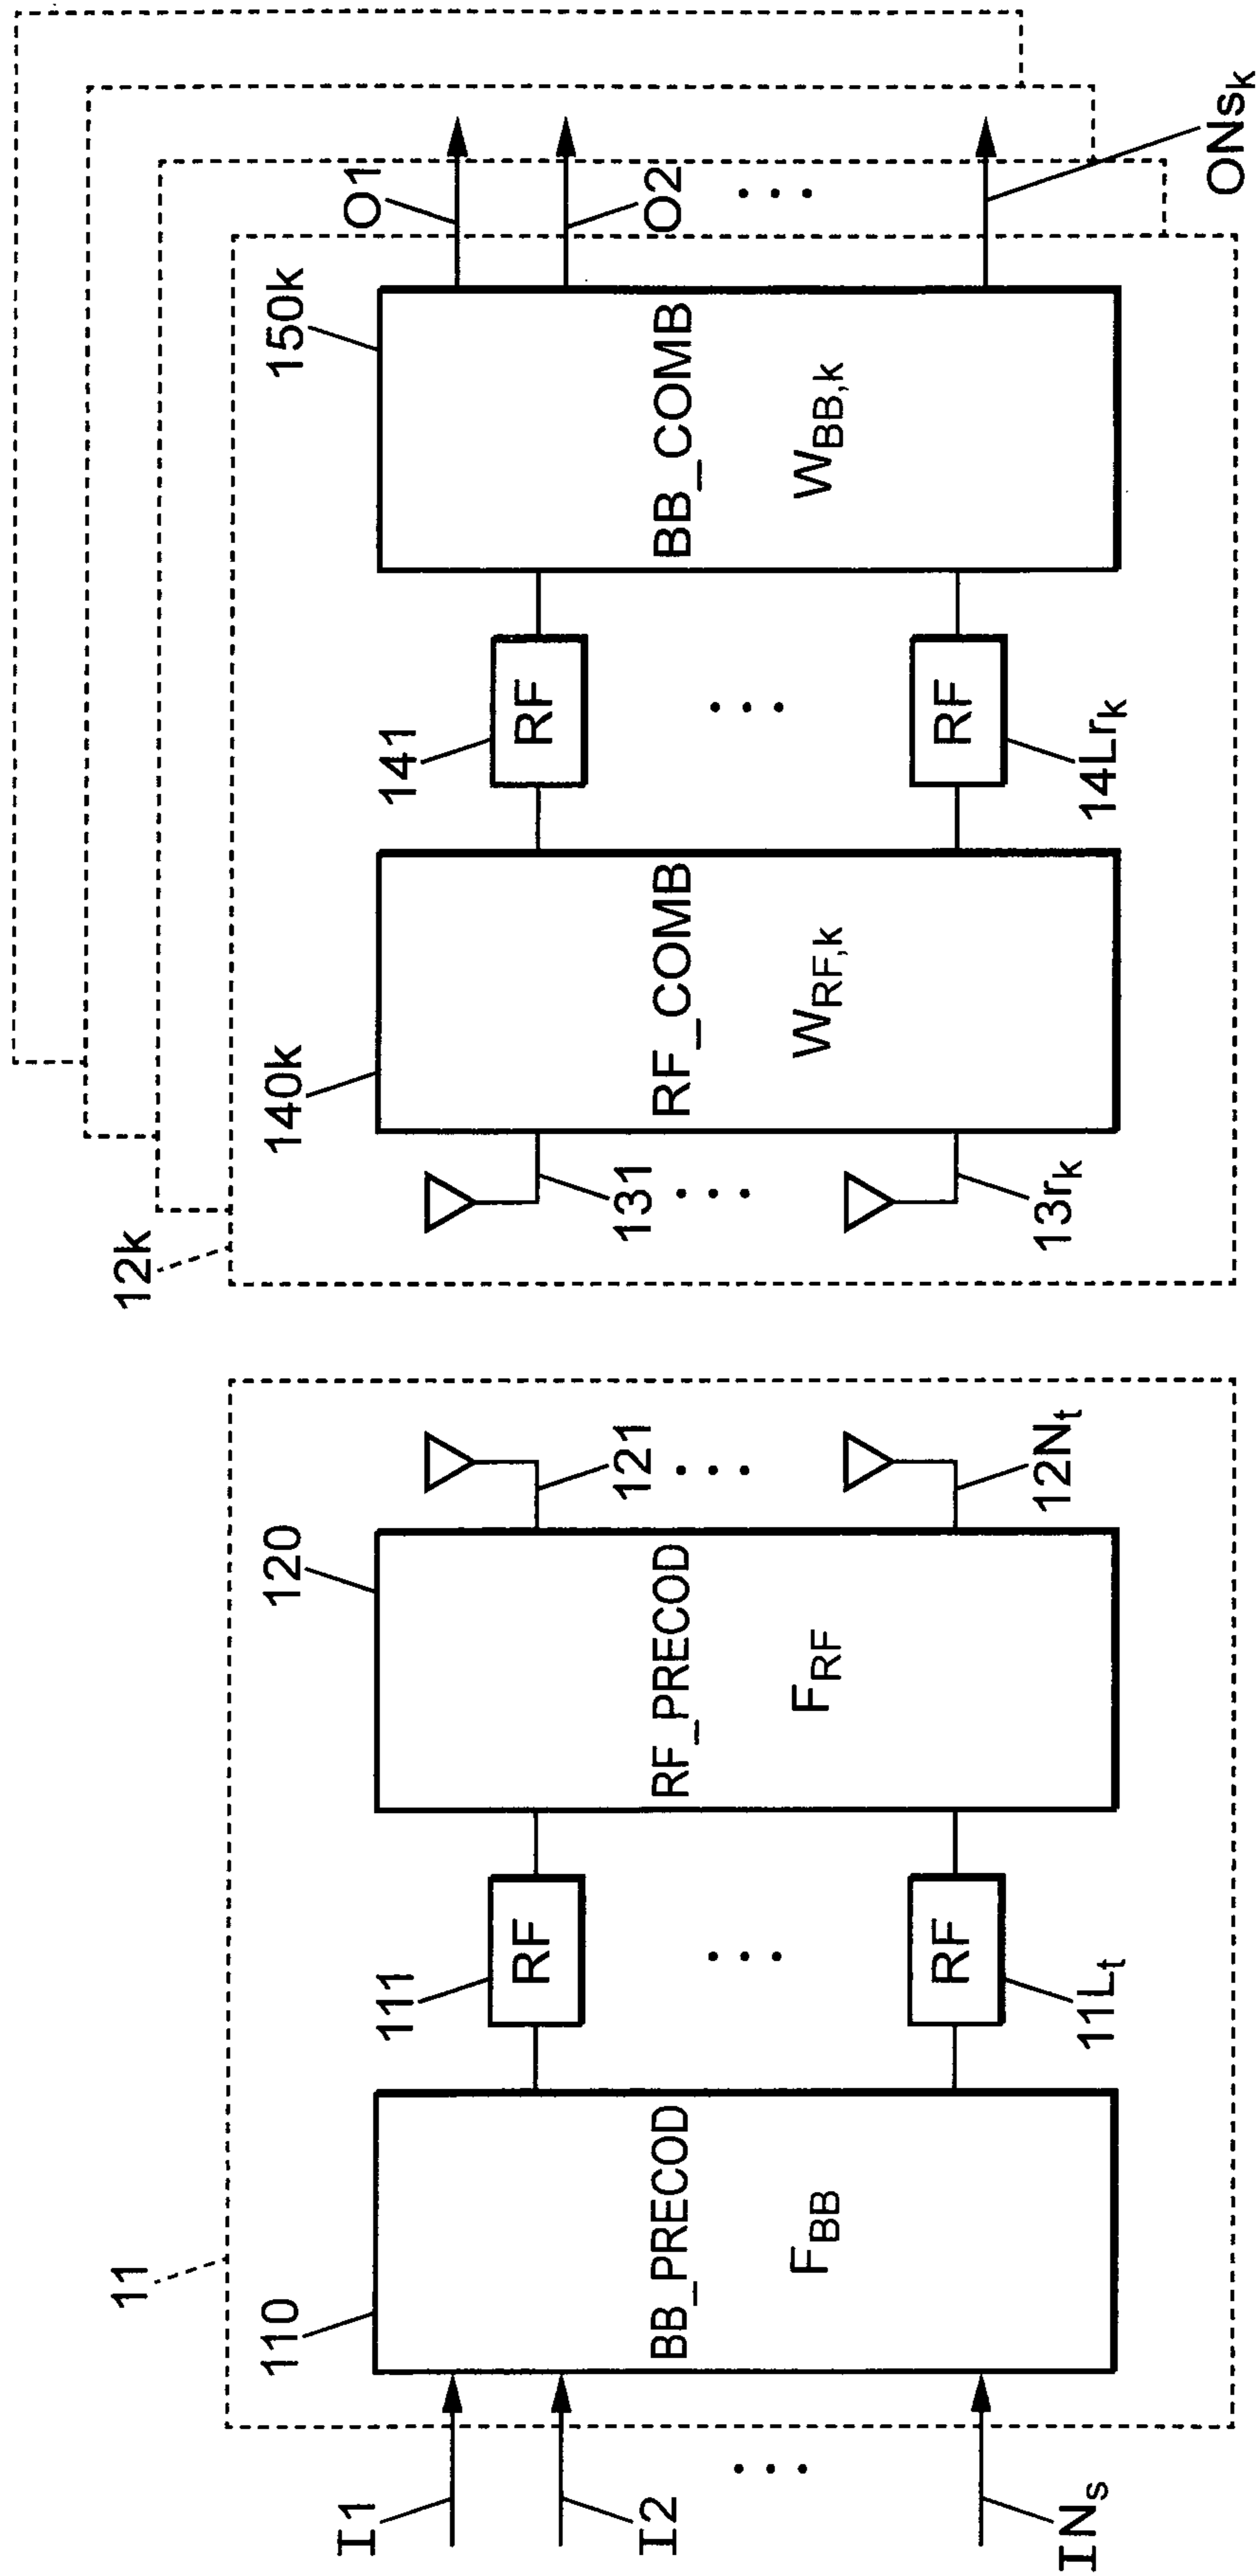 11
110
I1
I2
INs
BB_PRECOD
FBB
111
RF
RF
11Lt
120
RF_PRECOD
FRF
121
12Nt
12k
131
13rk
140k
RF_COMB
WRF,k
141
RF
RF
14Lrk
150k
BB_COMB
WBB,k
O1
O2
ONsk